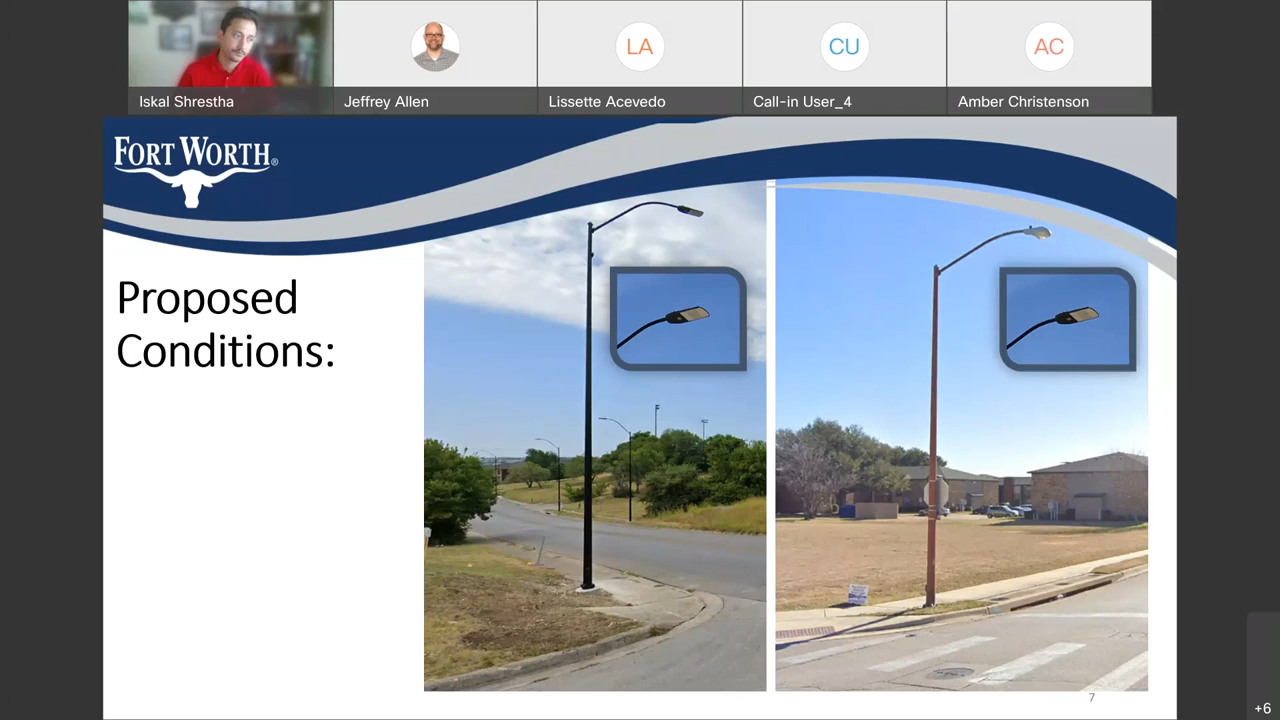 LA
CU
AC
Iskal Shrestha
Jeffrey Allen
Lissette Acevedo
Call-in User_4
Amber Christenson
FORT WORTH®
Proposed
Conditions:
7
+6